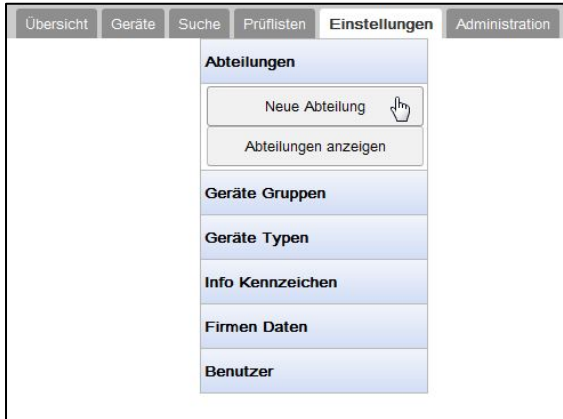 Übersicht Geräte Suche Prüflisten Einstellungen Administration
Abteilungen
Neue Abteilung
Abteilungen anzeigen
Geräte Gruppen
Geräte Typen
Info Kennzeichen
Firmen Daten
Benutzer